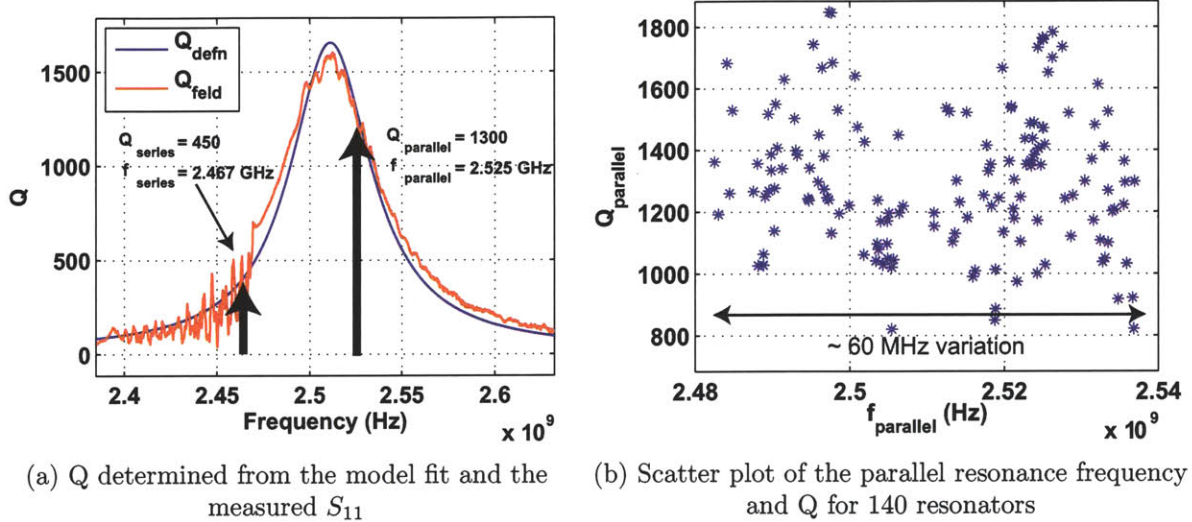 Q_defn
Q_feld
Q_series = 450
f_series = 2.467 GHz
Q_parallel = 1300
f_parallel = 2.525 GHz
1500
1000
500
0
Q
2.4 2.45 2.5 2.55 2.6
Frequency (Hz)
x 10^9
(a) Q determined from the model fit and the
measured S_11
1800
1600
1400
1200
1000
800
Q_parallel
~ 60 MHz variation
2.48 2.5 2.52 2.54
f_parallel (Hz)
x 10^9
(b) Scatter plot of the parallel resonance frequency
and Q for 140 resonators